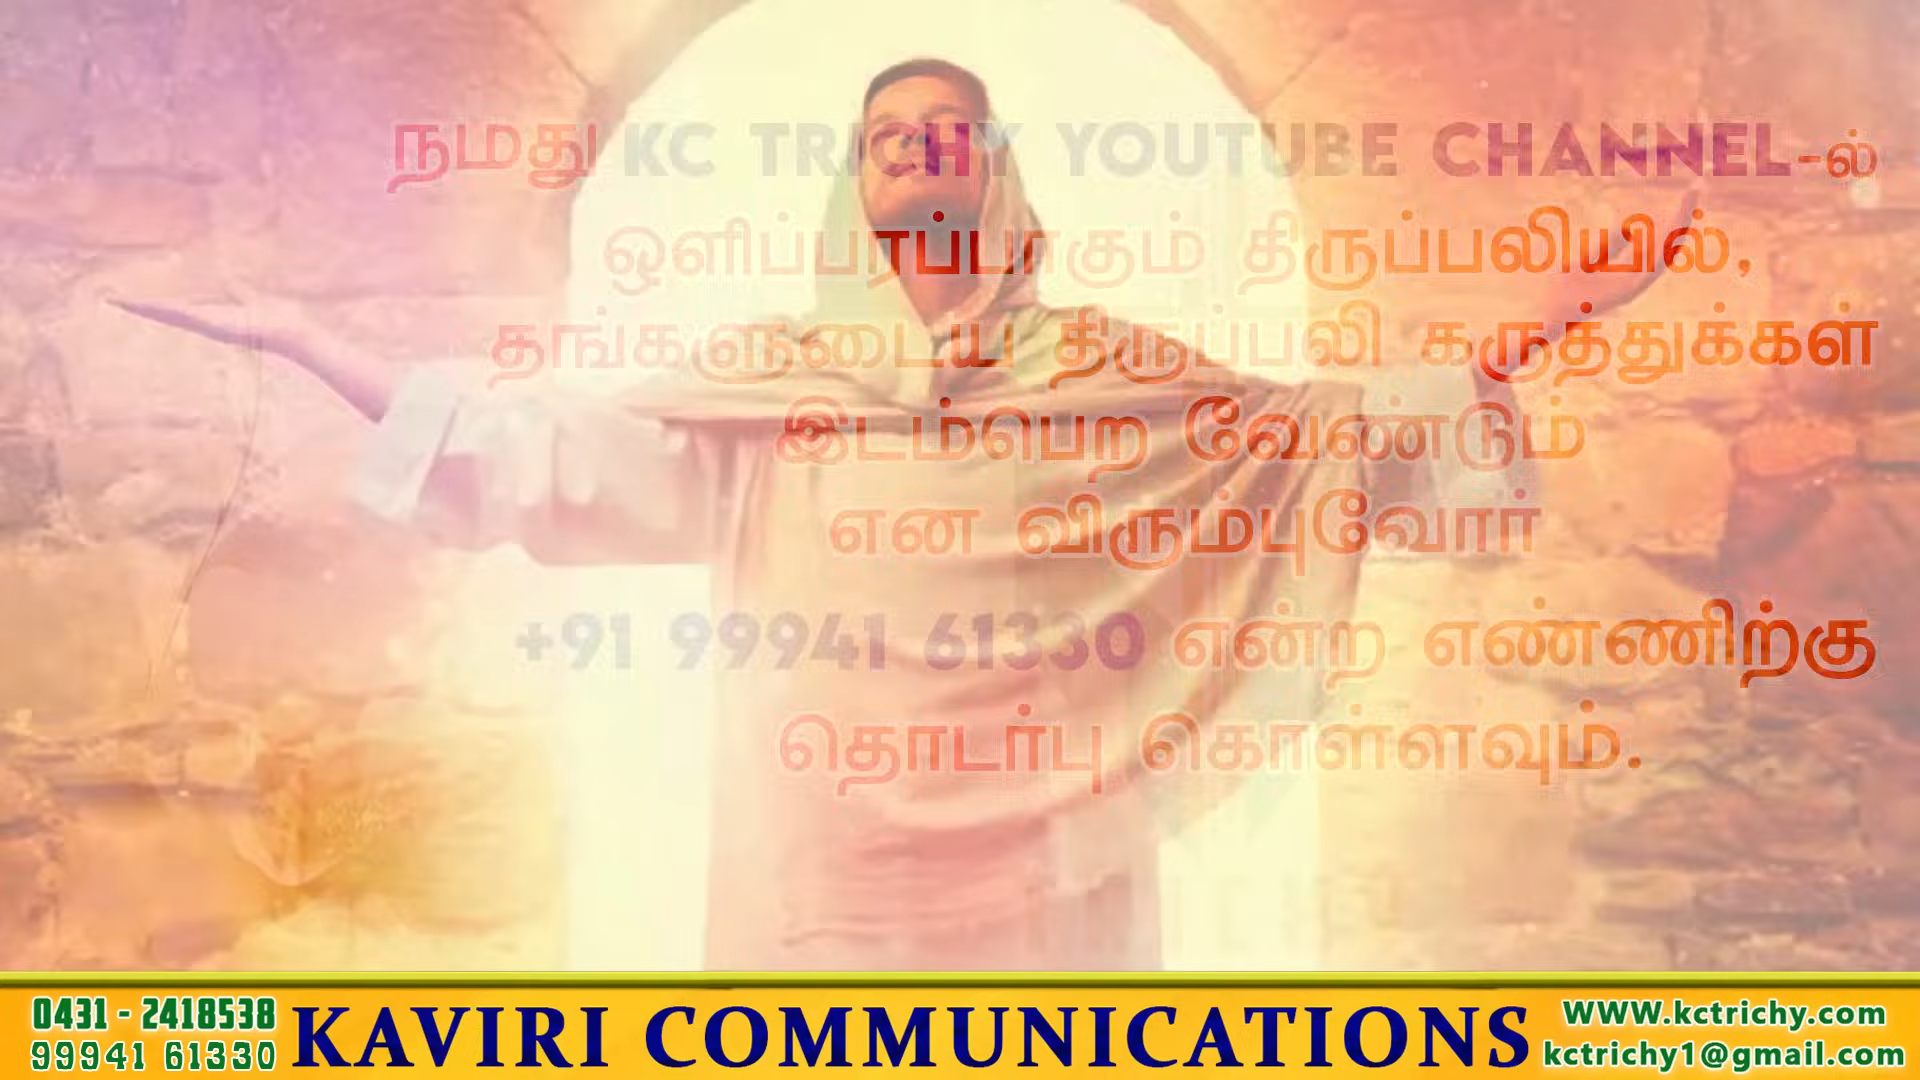 நமது KC TRICHY YOUTUBE CHANNEL-ல்
ஒளிப்பரப்பாகும் திருப்பலியில்,
தங்களுடைய திருப்பலி கருத்துக்கள்
இடம்பெற வேண்டும்
என விரும்புவோர்
+91 99941 61330 என்ற எண்ணிற்கு
தொடர்பு கொள்ளவும்.
0431 - 2418538
99941 61330
KAVIRI COMMUNICATIONS
www.kctrichy.com
kctrichy1@gmail.com